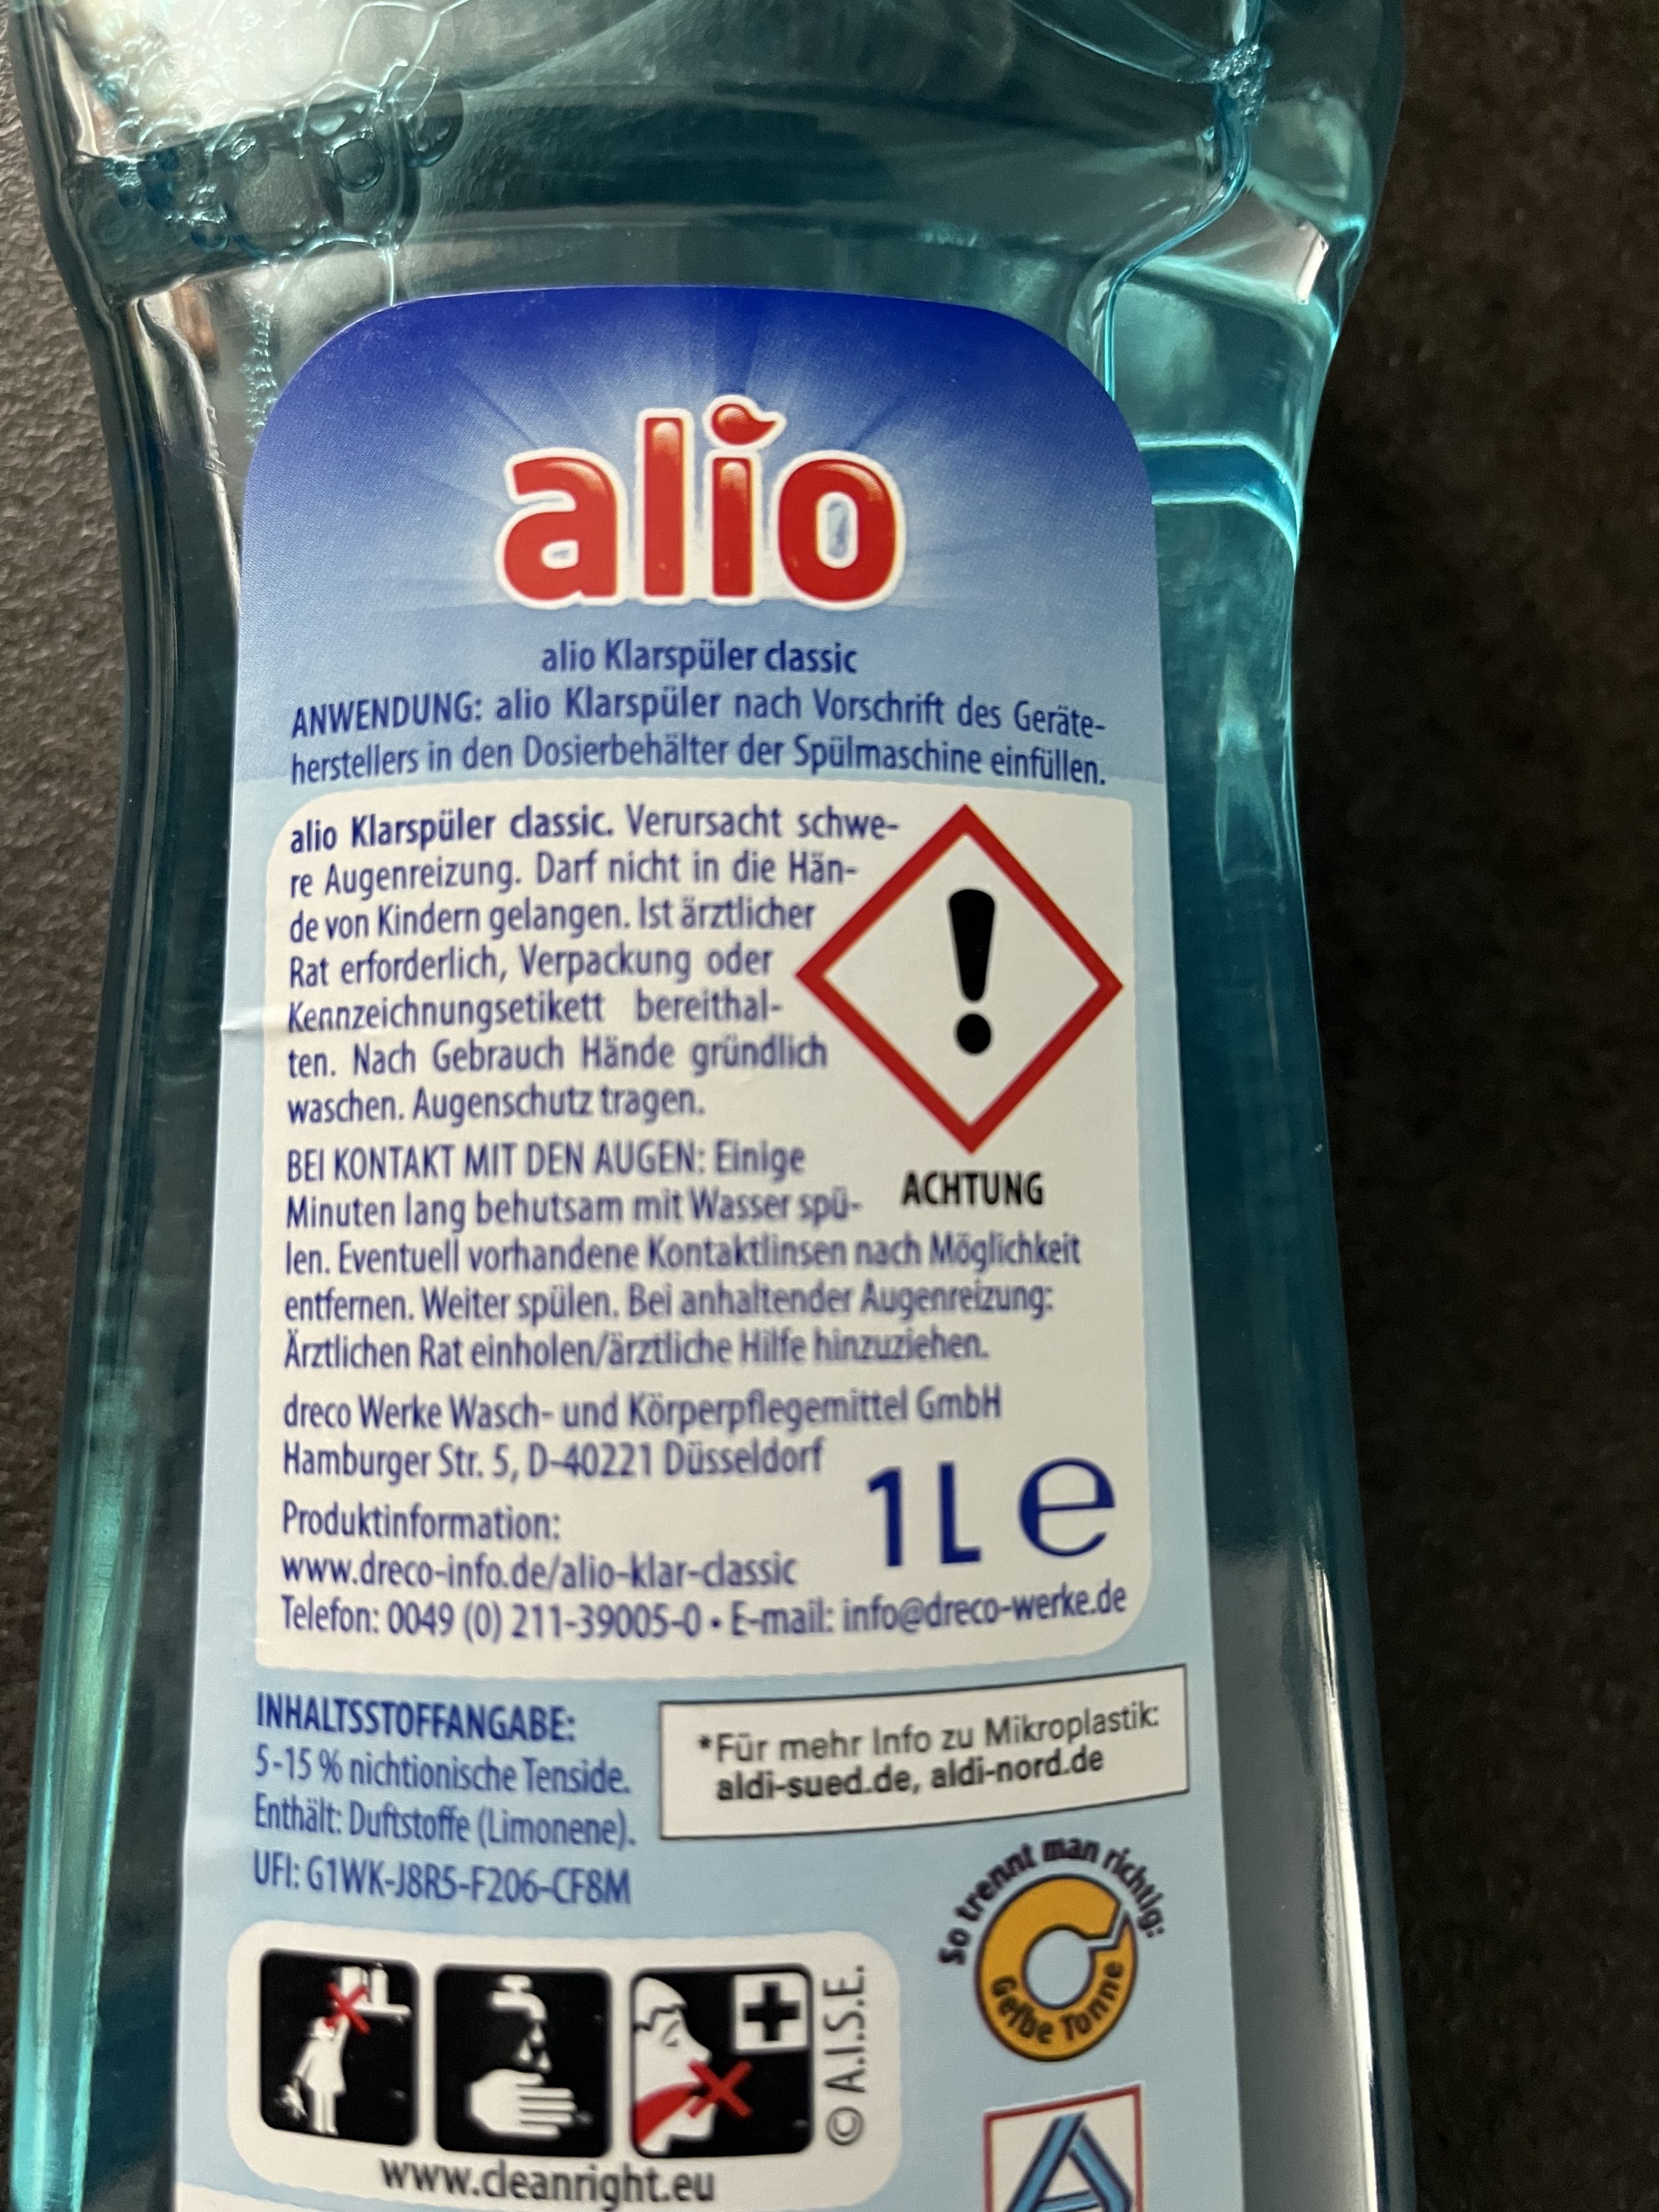 alio
alio Klarspüler classic
ANWENDUNG: alio Klarspüler nach Vorschrift des Geräte-
herstellers in den Dosierbehälter der Spülmaschine einfüllen.
alio Klarspüler classic. Verursacht schwe-
re Augenreizung. Darf nicht in die Hän-
de von Kindern gelangen. Ist ärztlicher
Rat erforderlich, Verpackung oder
Kennzeichnungsetikett bereithal-
ten. Nach Gebrauch Hände gründlich
waschen. Augenschutz tragen.
BEI KONTAKT MIT DEN AUGEN: Einige
Minuten lang behutsam mit Wasser spü-
len. Eventuell vorhandene Kontaktlinsen nach Möglichkeit
entfernen. Weiter spülen. Bei anhaltender Augenreizung:
Ärztlichen Rat einholen/ärztliche Hilfe hinzuziehen.
ACHTUNG
dreco Werke Wasch- und Körperpflegemittel GmbH
Hamburger Str. 5, D-40221 Düsseldorf
1 L e
Produktinformation:
www.dreco-info.de/alio-klar-classic
Telefon: 0049 (0) 211-39005-0 • E-mail: info@dreco-werke.de
INHALTSSTOFFANGABE:
5-15 % nichtionische Tenside.
Enthält: Duftstoffe (Limonene).
UFI: G1WK-J8R5-F206-CF8M
*Für mehr Info zu Mikroplastik:
aldi-sued.de, aldi-nord.de
So trennt man richtig:
Gelbe Tonne
© A.I.S.E.
www.cleanright.eu